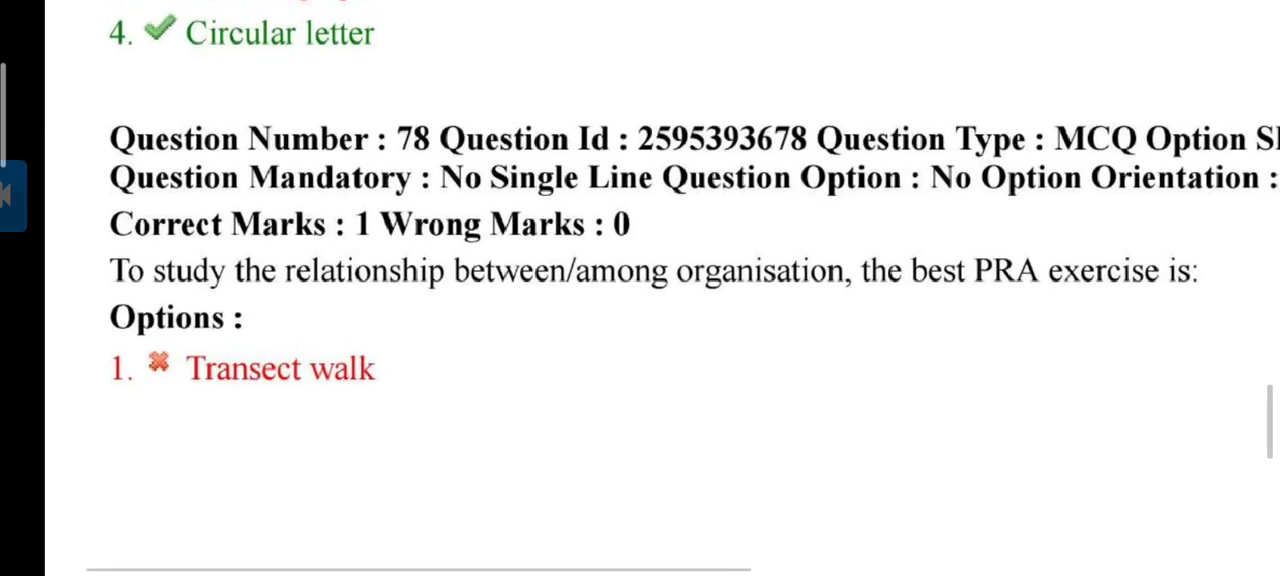 4. Circular letter
Question Number : 78 Question Id : 2595393678 Question Type : MCQ Option
Question Mandatory : No Single Line Question Option : No Option Orientation :
Correct Marks : 1 Wrong Marks : 0
To study the relationship between/among organisation, the best PRA exercise is:
Options :
1. Transect walk